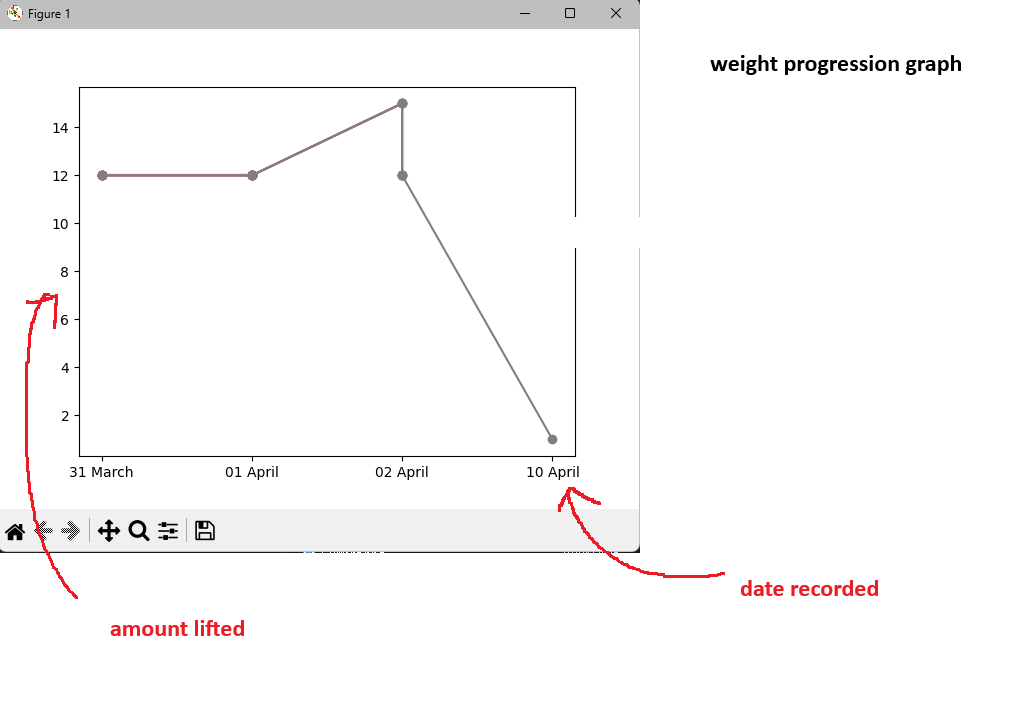 Figure 1
weight progression graph
14
12
10
8
6
4
2
31 March 01 April 02 April 10 April
date recorded
amount lifted